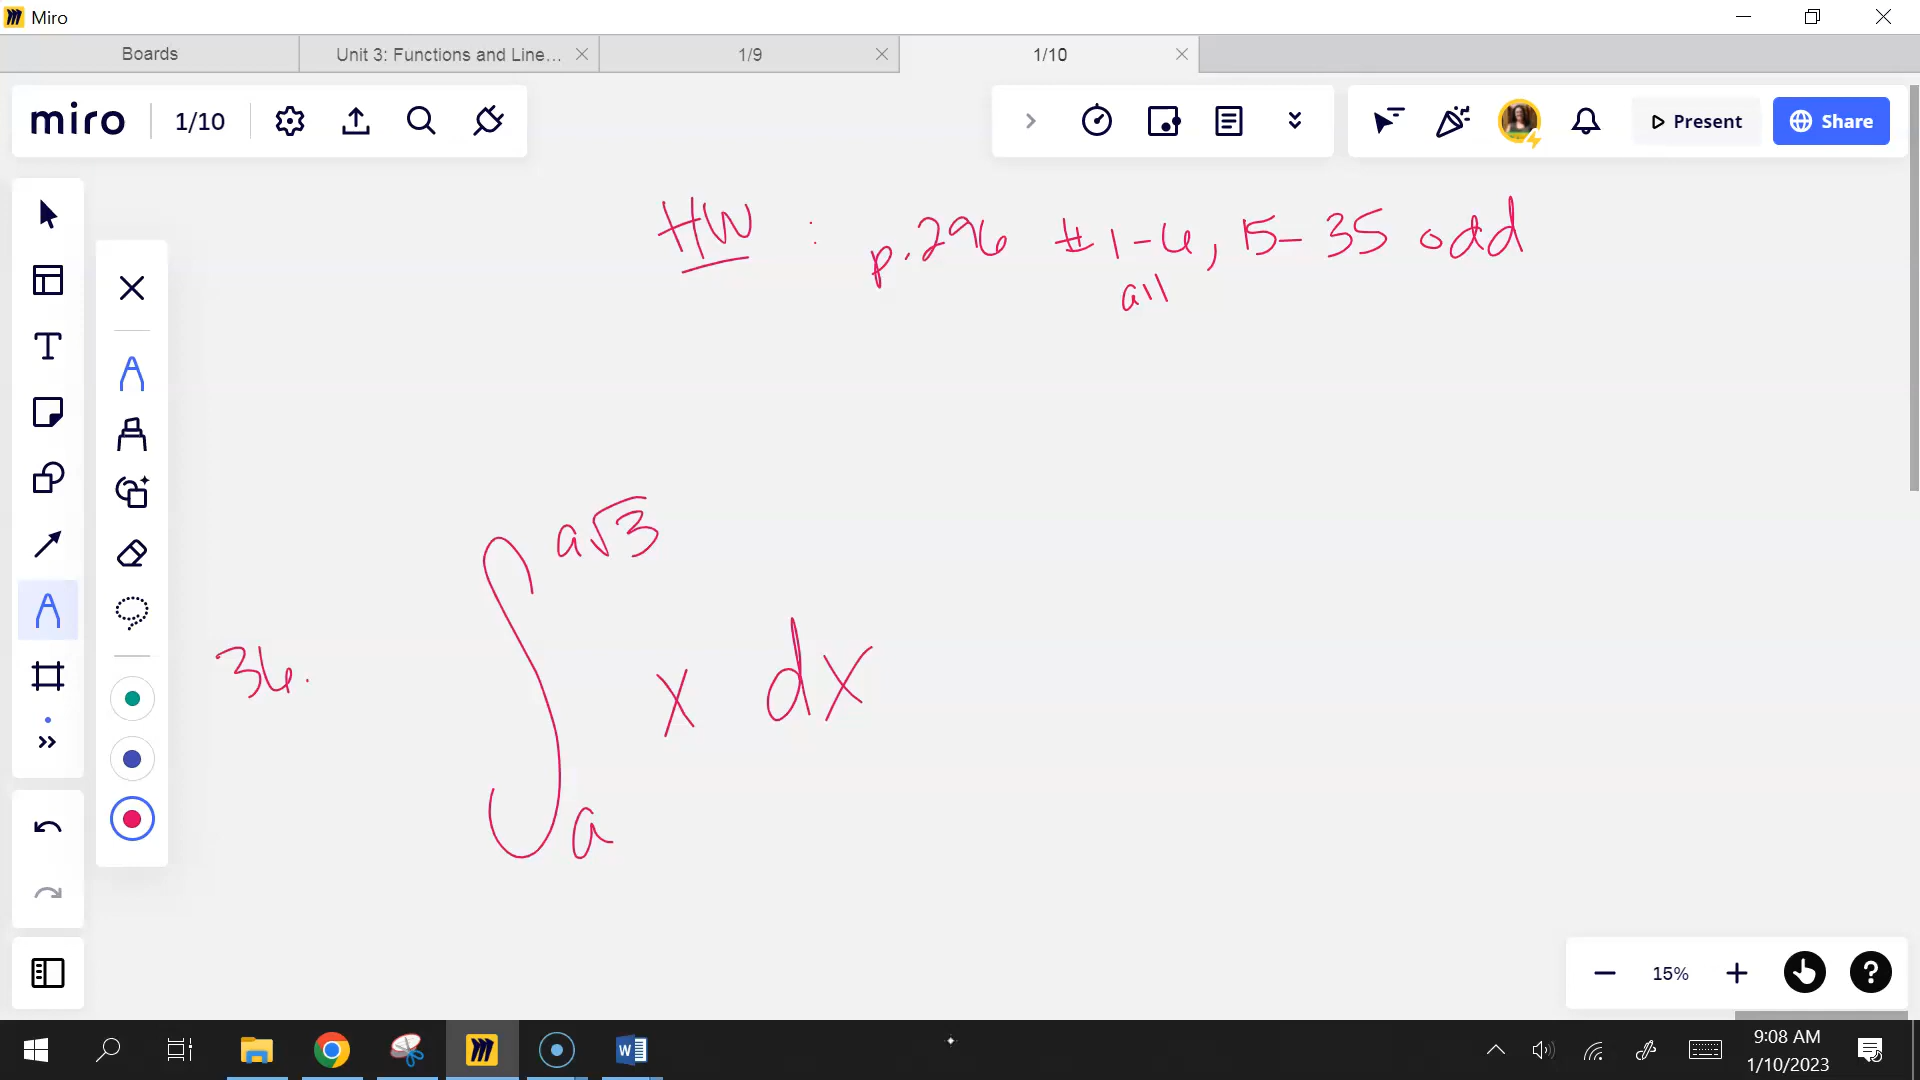 Miro
Boards
Unit 3: Functions and Line...
1/9
1/10
miro
1/10
Present
Share
HW : p.296 #1-6, 15-35 odd
all
a√3
36. ∫ x dx
a
15%
9:08 AM
1/10/2023